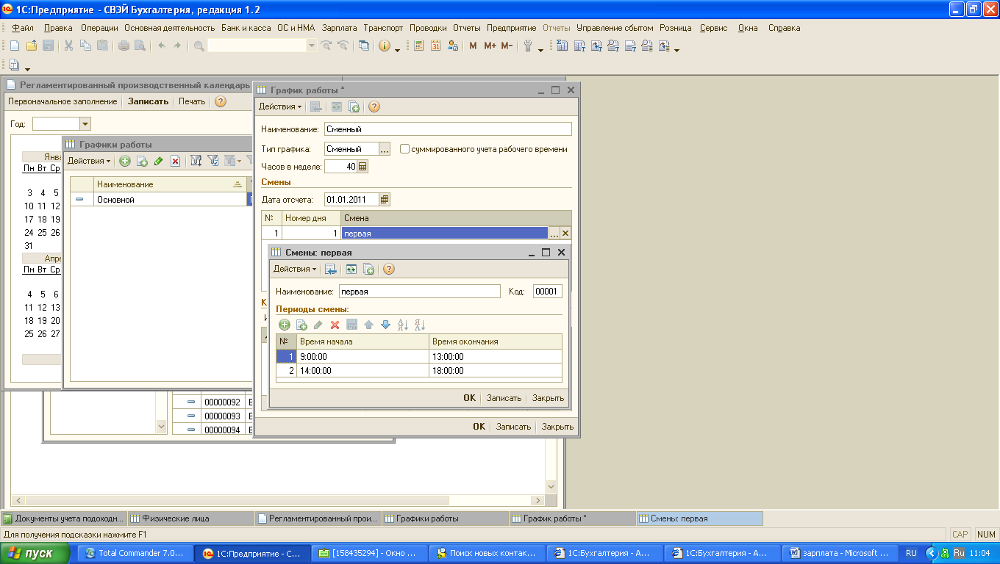 1С:Предприятие - СВЭЙ Бухгалтерия, редакция 1.2
Файл Правка Операции Основная деятельность Банк и касса ОС и НМА Зарплата Транспорт Проводки Отчеты Предприятие Отчеты Управление сбытом Розница Сервис Окна Справка
M M+ M-
Регламентированный производственный календарь
Первоначальное заполнение Записать Печать
Год:
Янва
Пн Вт Ср
3 4 5
10 11 12
17 18 19
24 25 26
31
Апре
Пн Вт Ср
4 5 6
11 12 13
18 19 20
25 26 27
Графики работы
Действия
Наименование
Основной
00000092
00000093
00000094
График работы *
Действия
Наименование: Сменный
Тип графика: Сменный ... суммированного учета рабочего времени
Часов в неделе: 40
Смены
Дата отсчета: 01.01.2011
№ Номер дня Смена
1 1 первая ...
Смены: первая
Действия
Наименование: первая Код: 00001
Периоды смены:
№ Время начала Время окончания
1 9:00:00 13:00:00
2 14:00:00 18:00:00
OK Записать Закрыть
OK Записать Закрыть
Документы учета подоходн... Физические лица Регламентированный прои... Графики работы График работы * Смены: первая
Для получения подсказки нажмите F1 CAP NUM
пуск Total Commander 7.0... 1С:Предприятие - С... [158435294] - Окно ... Поиск новых контак... 1С:Бухгалтерия - А... 1С:Бухгалтерия - А... зарплата - Microsoft ... RU Ru 11:04